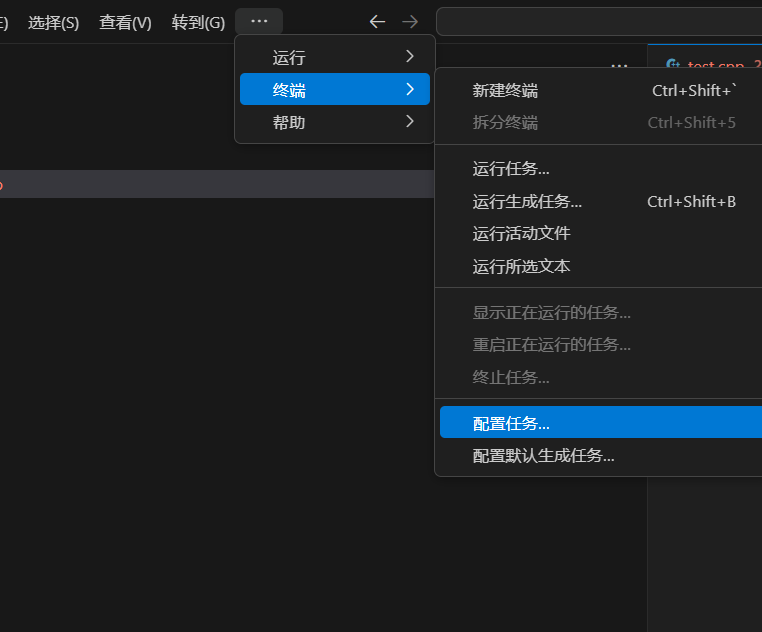 选择(S) 查看(V) 转到(G) ···
运行
终端
帮助
test.cpp 2
新建终端 Ctrl+Shift+`
拆分终端 Ctrl+Shift+5
运行任务...
运行生成任务... Ctrl+Shift+B
运行活动文件
运行所选文本
显示正在运行的任务...
重启正在运行的任务...
终止任务...
配置任务...
配置默认生成任务...